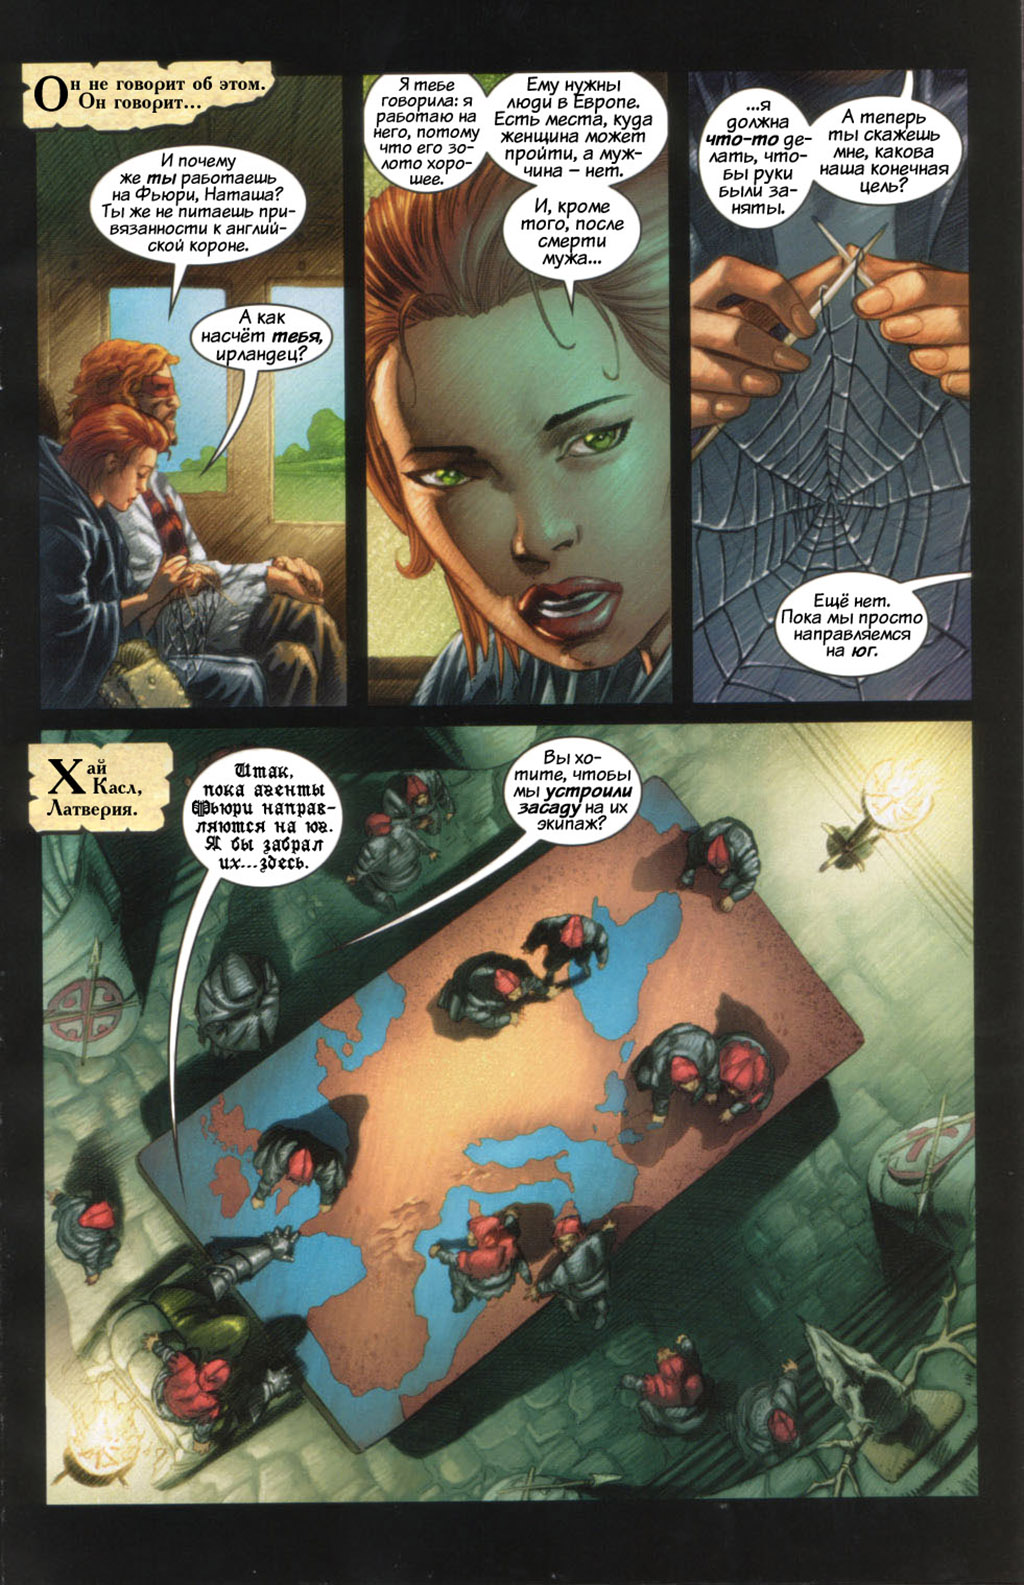 Он не говорит об этом.
Он говорит...
И почему
же ты работаешь
на Фьюри, Наташа?
Ты же не питаешь при-
вязанности к англий-
ской короне.
А как
насчёт тебя,
ирландец?
Я тебе
говорила: я
работаю на
него, потому
что его зо-
лото хоро-
шее.
Ему нужны
люди в Европе.
Есть места, куда
женщина может
пройти, а муж-
чина – нет.
И, кроме
того, после
смерти
мужа...
...я
должна
что-то де-
лать, что-
бы руки
были за-
няты.
А теперь
ты скажешь
мне, какова
наша конечная
цель?
Ещё нет.
Пока мы просто
направляемся
на юг.
Хай
Касл,
Латверия.
Итак,
пока агенты
Фьюри направ-
ляются на юг.
Я бы забрал
их...здесь.
Вы хо-
тите, чтобы
мы устроили
засаду на их
экипаж?